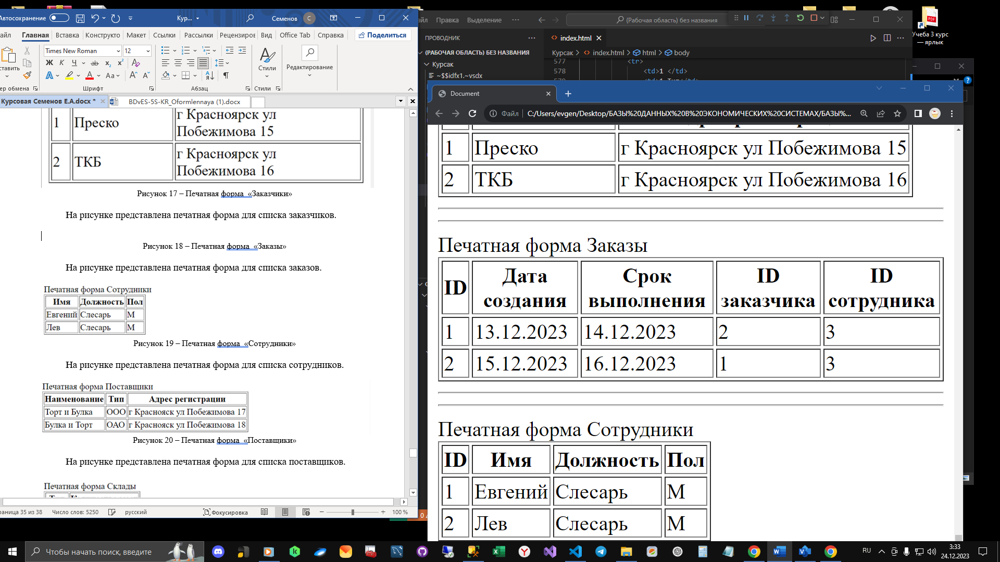 Автосохранение
Кур...
Семенов
С
айл
Главная
Вставка
Конструкто
Макет
Ссылки
Рассылки
Рецензиров
Вид
Office Tab
Справка
Поделиться
Times New Roman
12
ставить
Ж К Ч ab x₂ x²
Aa
Стили
Редактирование
ер обмена
Шрифт
Абзац
Стили
Курсовая Семенов Е.А.docx *
BDvES-5S-KR_Oformlennaya (1).docx
1 Преско г Красноярск ул
Побежимова 15
2 ТКБ г Красноярск ул
Побежимова 16
Рисунок 17 – Печатная форма «Заказчики»
На рисунке представлена печатная форма для списка заказчиков.
Рисунок 18 – Печатная форма «Заказы»
На рисунке представлена печатная форма для списка заказов.
Печатная форма Сотрудники
Имя Должность Пол
Евгений Слесарь М
Лев Слесарь М
Рисунок 19 – Печатная форма «Сотрудники»
На рисунке представлена печатная форма для списка сотрудников.
Печатная форма Поставщики
Наименование Тип Адрес регистрации
Торт и Булка ООО г Краснояск ул Побежимова 17
Булка и Торт ОАО г Краснояск ул Побежимова 18
Рисунок 20 – Печатная форма «Поставщики»
На рисунке представлена печатная форма для списка поставщиков.
Печатная форма Склады
раница 35 из 38
Число слов: 5250
русский
Фокусировка
100 %
айл Правка Выделение ...
(Рабочая область) без названия
ПРОВОДНИК
(РАБОЧАЯ ОБЛАСТЬ) БЕЗ НАЗВАНИЯ
Курсак
~$$idfx1.~vsdx
index.html
Курсак > index.html > html > body
577 <tr>
578 <td>1 </td>
Учеба 3 курс
— ярлык
Document
Файл
C:/Users/evgen/Desktop/БАЗЫ%20ДАННЫХ%20В%20ЭКОНОМИЧЕСКИХ%20СИСТЕМАХ/БАЗЫ%...
1 Преско г Красноярск ул Побежимова 15
2 ТКБ г Красноярск ул Побежимова 16
Печатная форма Заказы
ID Дата создания Срок выполнения ID заказчика ID сотрудника
1 13.12.2023 14.12.2023 2 3
2 15.12.2023 16.12.2023 1 3
Печатная форма Сотрудники
ID Имя Должность Пол
1 Евгений Слесарь М
2 Лев Слесарь М
Чтобы начать поиск, введите
RU
3:33
24.12.2023